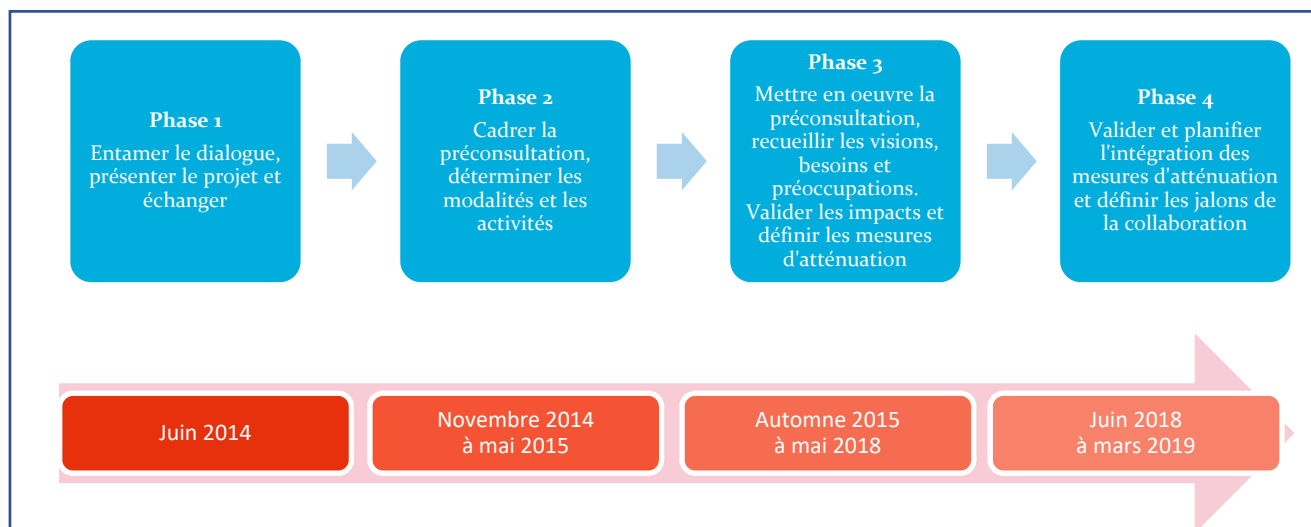 Phase 1
Entamer le dialogue,
présenter le projet et
échanger
Phase 2
Cadrer la
préconsultation,
déterminer les
modalités et les
activités
Phase 3
Mettre en oeuvre la
préconsultation,
recueillir les visions,
besoins et
préoccupations.
Valider les impacts et
définir les mesures
d'atténuation
Phase 4
Valider et planifier
l'intégration des
mesures d'atténuation
et définir les jalons de
la collaboration
Juin 2014
Novembre 2014
à mai 2015
Automne 2015
à mai 2018
Juin 2018
à mars 2019